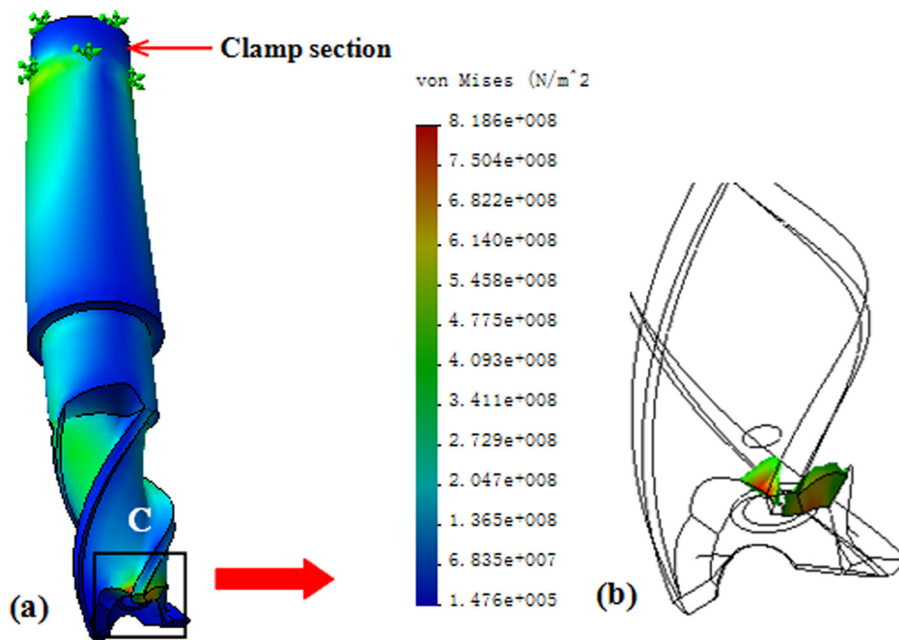 Clamp section
von Mises (N/m^2
8.186e+008
7.504e+008
6.822e+008
6.140e+008
5.458e+008
4.775e+008
4.093e+008
3.411e+008
2.729e+008
2.047e+008
1.365e+008
6.835e+007
1.476e+005
C
(a)
(b)